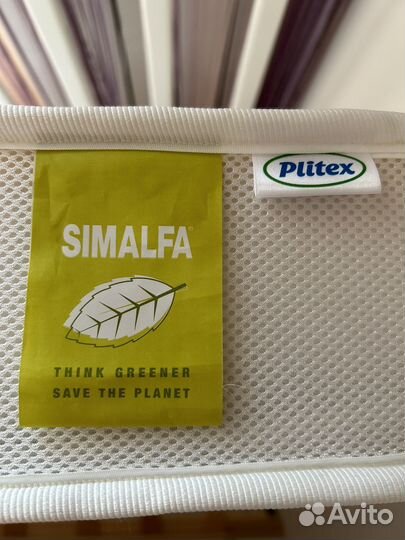 Plitex
SIMALFA®
THINK GREENER
SAVE THE PLANET
Avito